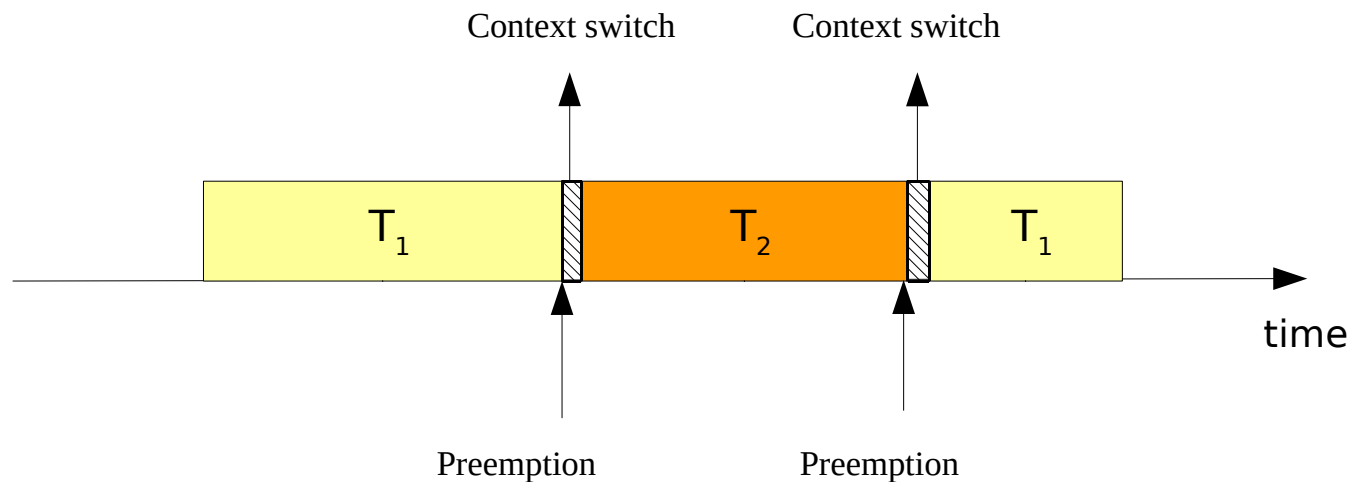 Context switch Context switch
T1 T2 T1
time
Preemption Preemption